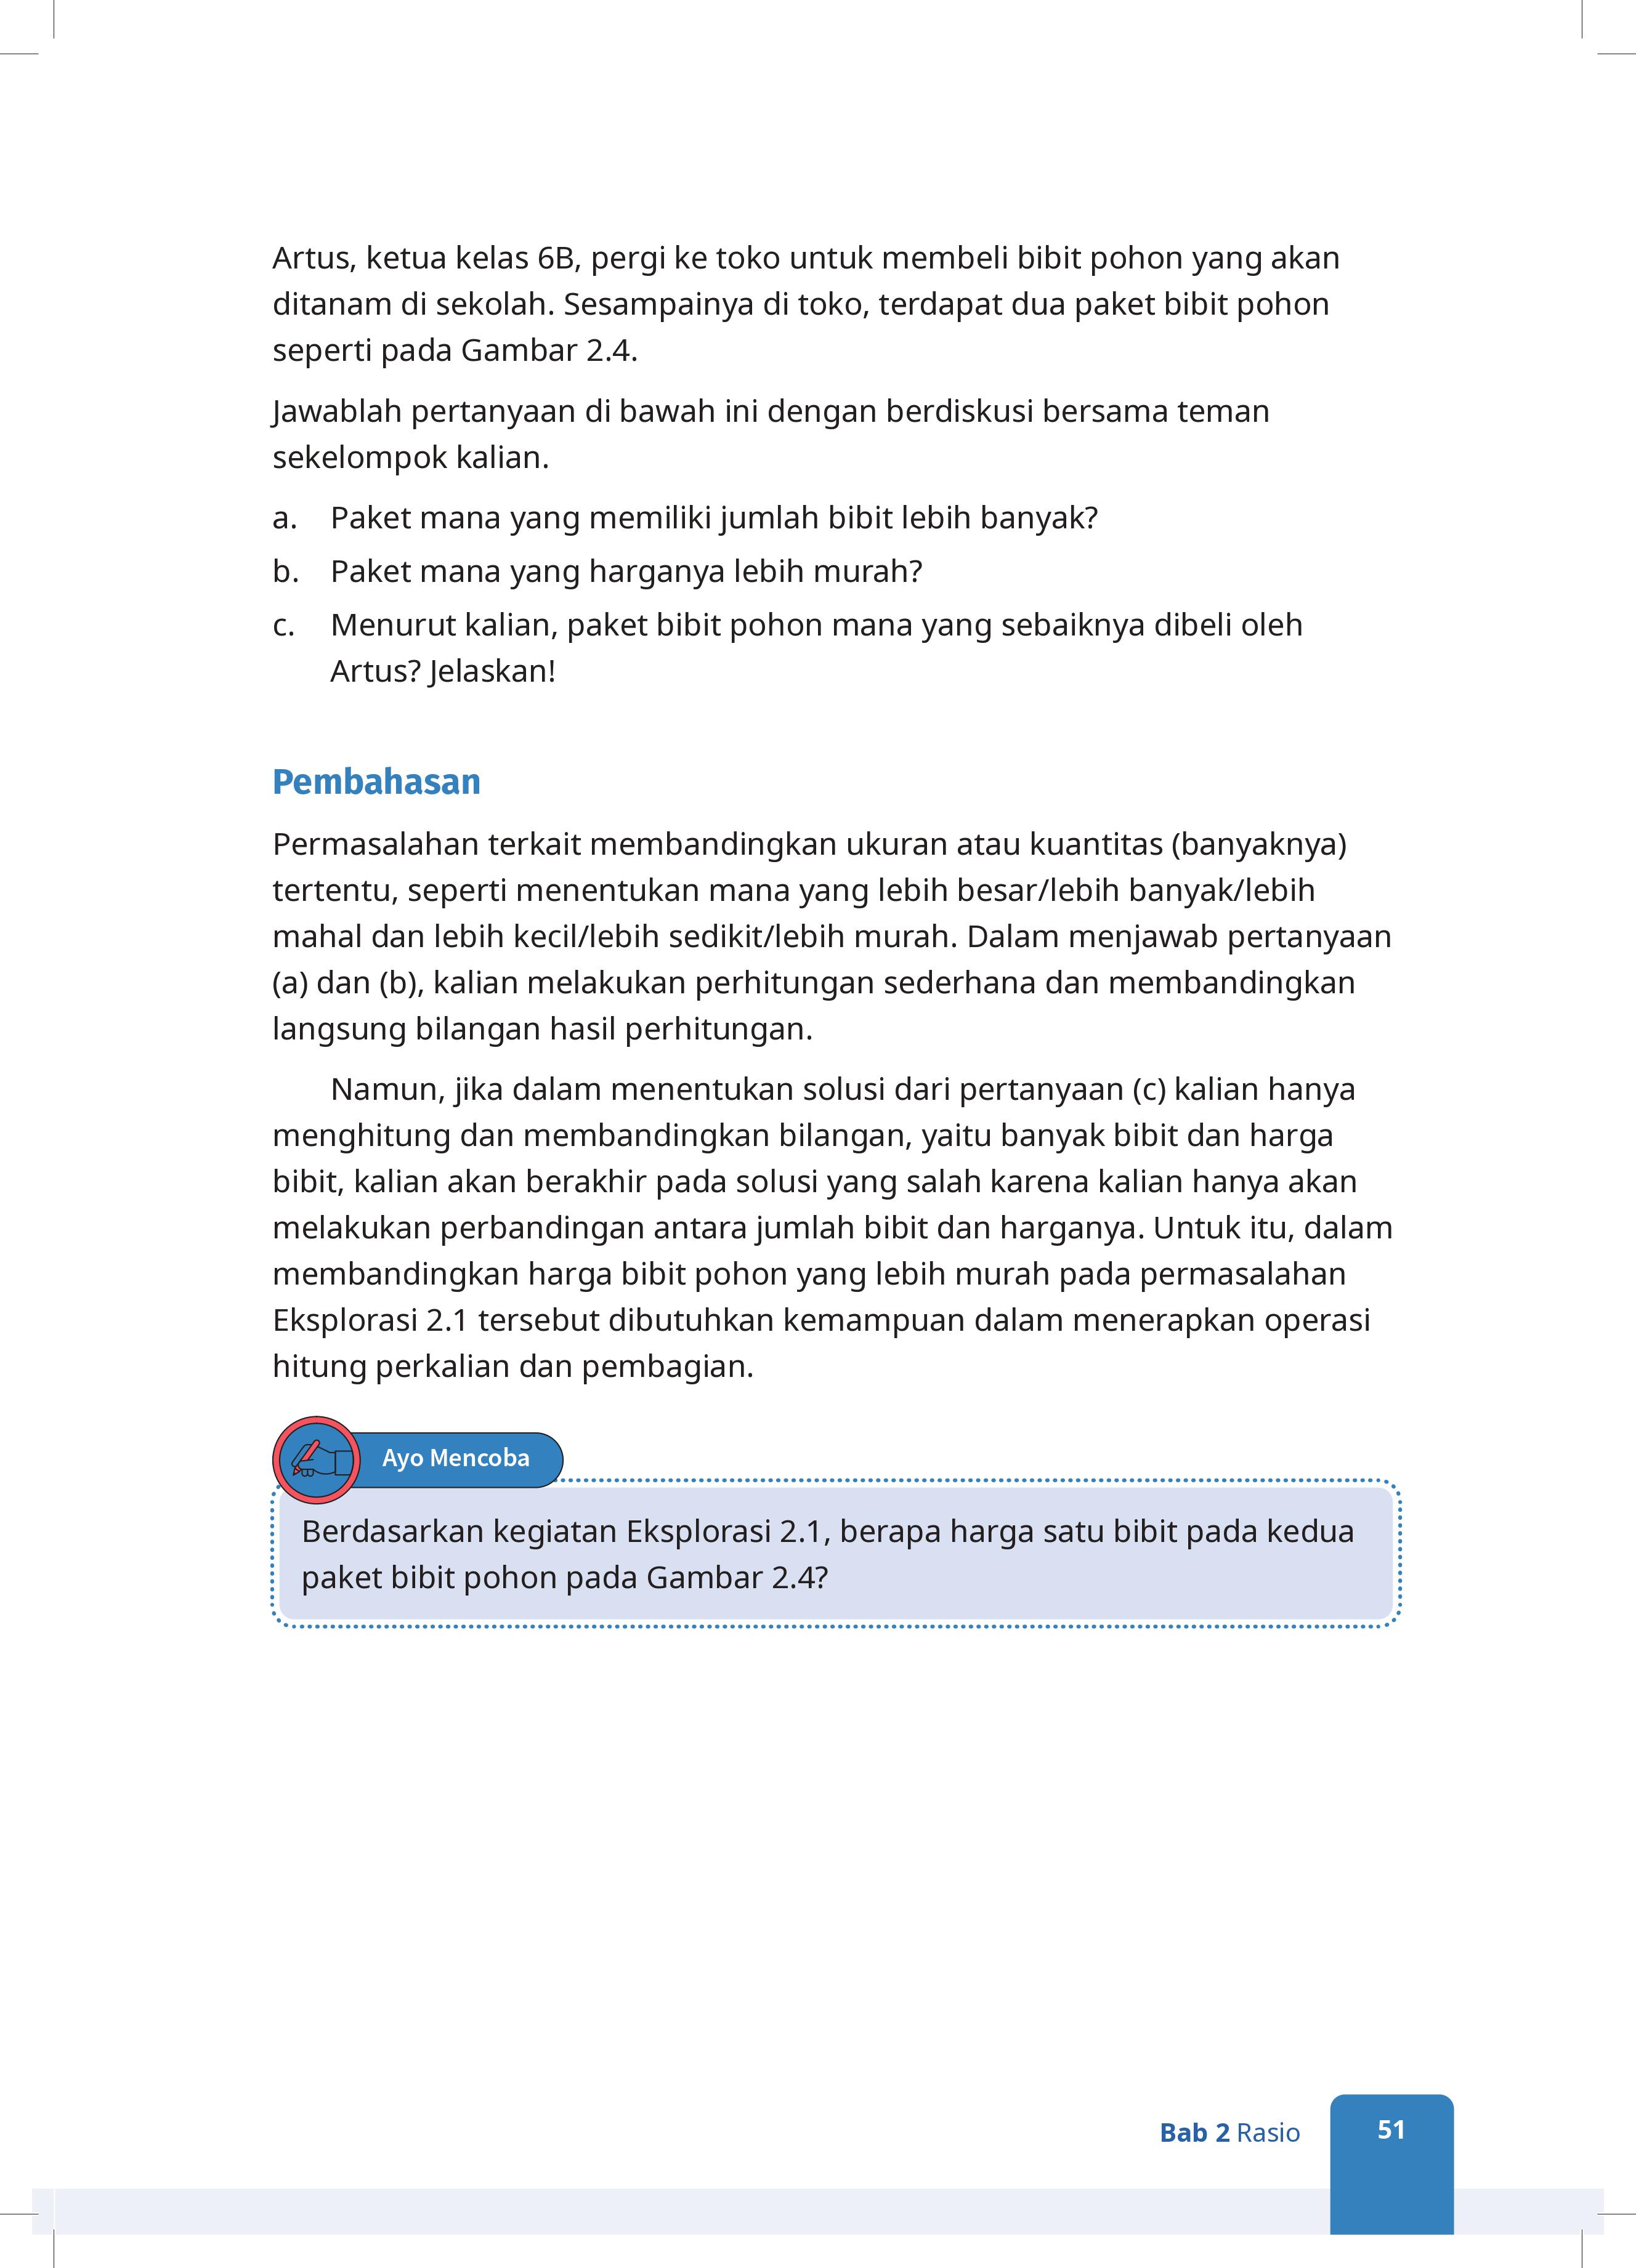 Artus, ketua kelas 6B, pergi ke toko untuk membeli bibit pohon yang akan
ditanam di sekolah. Sesampainya di toko, terdapat dua paket bibit pohon
seperti pada Gambar 2.4.
Jawablah pertanyaan di bawah ini dengan berdiskusi bersama teman
sekelompok kalian.
a. Paket mana yang memiliki jumlah bibit lebih banyak?
b. Paket mana yang harganya lebih murah?
c. Menurut kalian, paket bibit pohon mana yang sebaiknya dibeli oleh
Artus? Jelaskan!
Pembahasan
Permasalahan terkait membandingkan ukuran atau kuantitas (banyaknya)
tertentu, seperti menentukan mana yang lebih besar/lebih banyak/lebih
mahal dan lebih kecil/lebih sedikit/lebih murah. Dalam menjawab pertanyaan
(a) dan (b), kalian melakukan perhitungan sederhana dan membandingkan
langsung bilangan hasil perhitungan.
Namun, jika dalam menentukan solusi dari pertanyaan (c) kalian hanya
menghitung dan membandingkan bilangan, yaitu banyak bibit dan harga
bibit, kalian akan berakhir pada solusi yang salah karena kalian hanya akan
melakukan perbandingan antara jumlah bibit dan harganya. Untuk itu, dalam
membandingkan harga bibit pohon yang lebih murah pada permasalahan
Eksplorasi 2.1 tersebut dibutuhkan kemampuan dalam menerapkan operasi
hitung perkalian dan pembagian.
Ayo Mencoba
Berdasarkan kegiatan Eksplorasi 2.1, berapa harga satu bibit pada kedua
paket bibit pohon pada Gambar 2.4?
Bab 2 Rasio
51